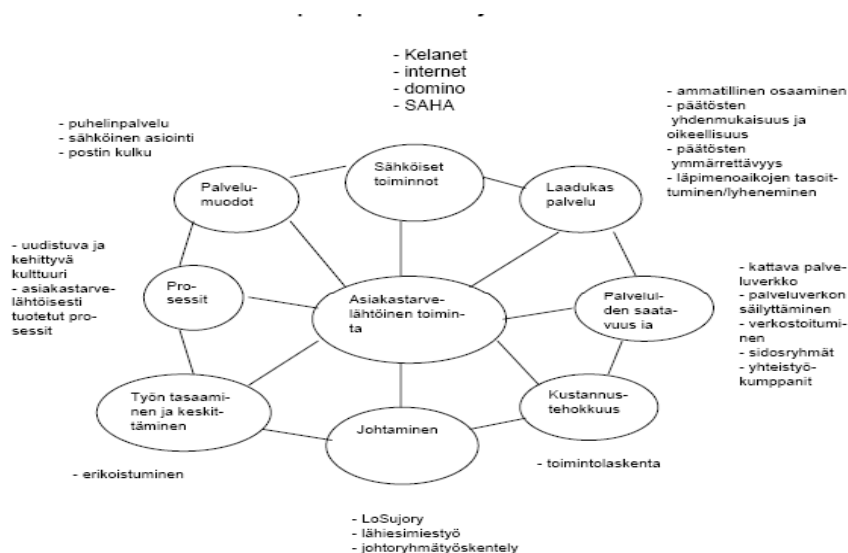 - Kelanet
- internet
- domino
- SAHA
- puhelinpalvelu
- sähköinen asiointi
- postin kulku
- ammatillinen osaaminen
- päätösten
yhdenmukaisuus ja
oikeellisuus
- päätösten
ymmärrettävyys
- läpimenoaikojen tasoit-
tuminen/lyheneminen
Sähköiset
toiminnot
Palvelu-
muodot
Laadukas
palvelu
- uudistuva ja
kehittyvä
kulttuuri
- asiakastarve-
lähtöisesti
tuotetut pro-
sessit
Pro-
sessit
Asiakastarve-
lähtöinen toimin-
ta
Palvelui-
den saata-
vuus ja
- kattava palve-
luverkko
- palveluverkon
säilyttäminen
- verkostoitumi-
nen
- sidosryhmät
- yhteistyö-
kumppanit
Työn tasaami-
nen ja keskit-
täminen
Johtaminen
Kustannus-
tehokkuus
- erikoistuminen
- toimintolaskenta
- LoSujory
- lähiesimiestyö
- johtoryhmätyöskentely